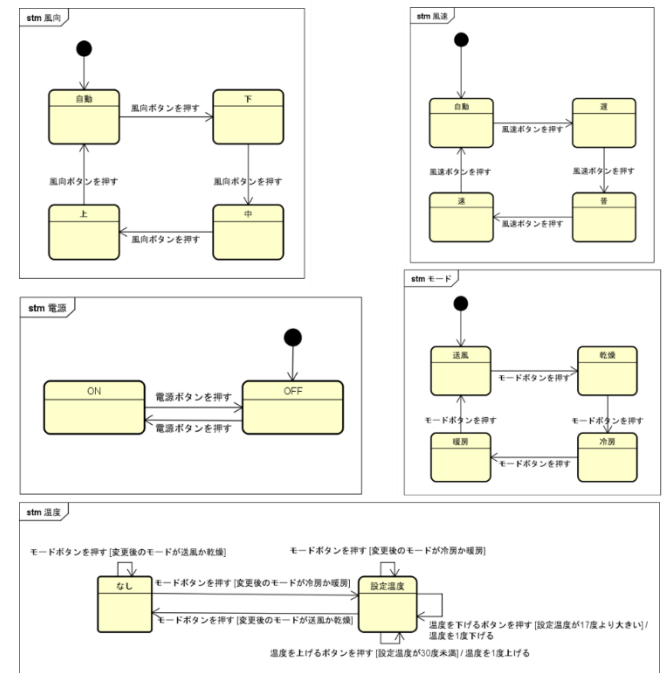 stm 風向
自動
下
風向ボタンを押す
風向ボタンを押す
風向ボタンを押す
上
中
風向ボタンを押す
stm 風速
自動
遅
風速ボタンを押す
風速ボタンを押す
風速ボタンを押す
速
普
風速ボタンを押す
stm 電源
ON
OFF
電源ボタンを押す
電源ボタンを押す
stm モード
送風
乾燥
モードボタンを押す
モードボタンを押す
モードボタンを押す
暖房
冷房
モードボタンを押す
stm 温度
モードボタンを押す [変更後のモードが送風か乾燥]
モードボタンを押す [変更後のモードが冷房か暖房]
なし
モードボタンを押す [変更後のモードが冷房か暖房]
設定温度
モードボタンを押す [変更後のモードが送風か乾燥]
温度を下げるボタンを押す [設定温度が17度より大きい] /
温度を1度下げる
温度を上げるボタンを押す [設定温度が30度未満] / 温度を1度上げる